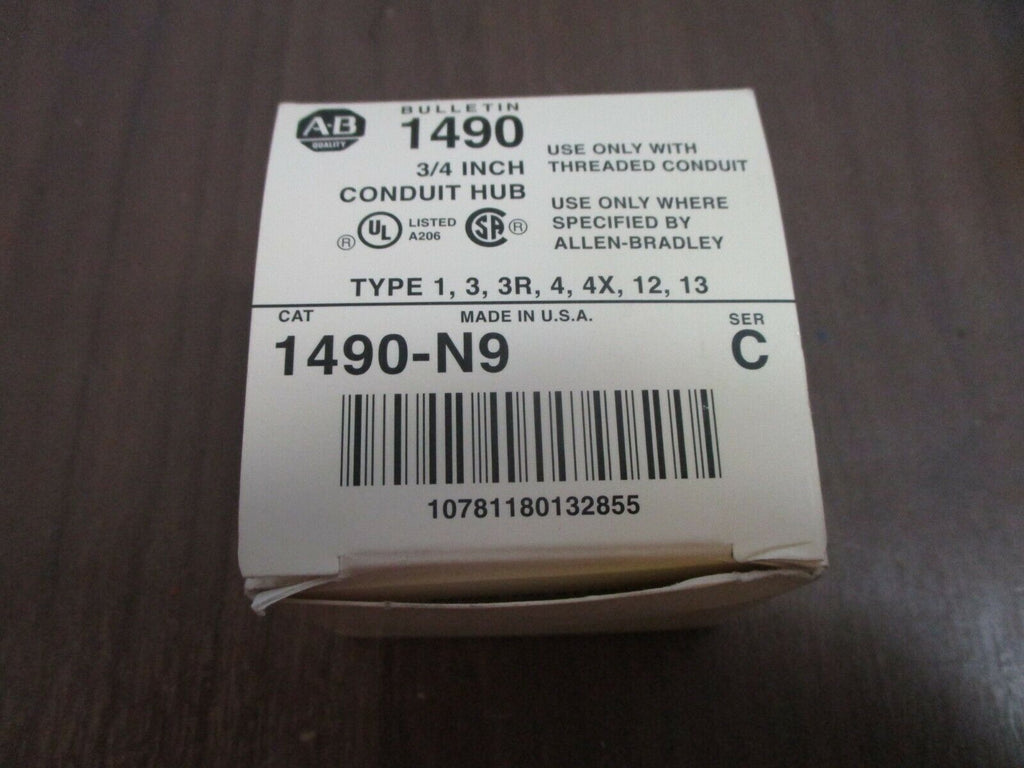 A-B
QUALITY
BULLETIN
1490
3/4 INCH
CONDUIT HUB
® UL LISTED A206 SA ®
USE ONLY WITH
THREADED CONDUIT
USE ONLY WHERE
SPECIFIED BY
ALLEN-BRADLEY
TYPE 1, 3, 3R, 4, 4X, 12, 13
CAT MADE IN U.S.A. SER
1490-N9 C
10781180132855